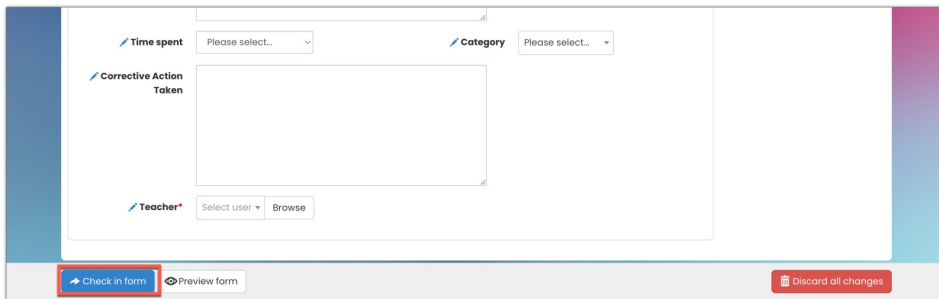 Time spent Please select... Category Please select...
Corrective Action
Taken
Teacher* Select user Browse
Check in form Preview form Discard all changes